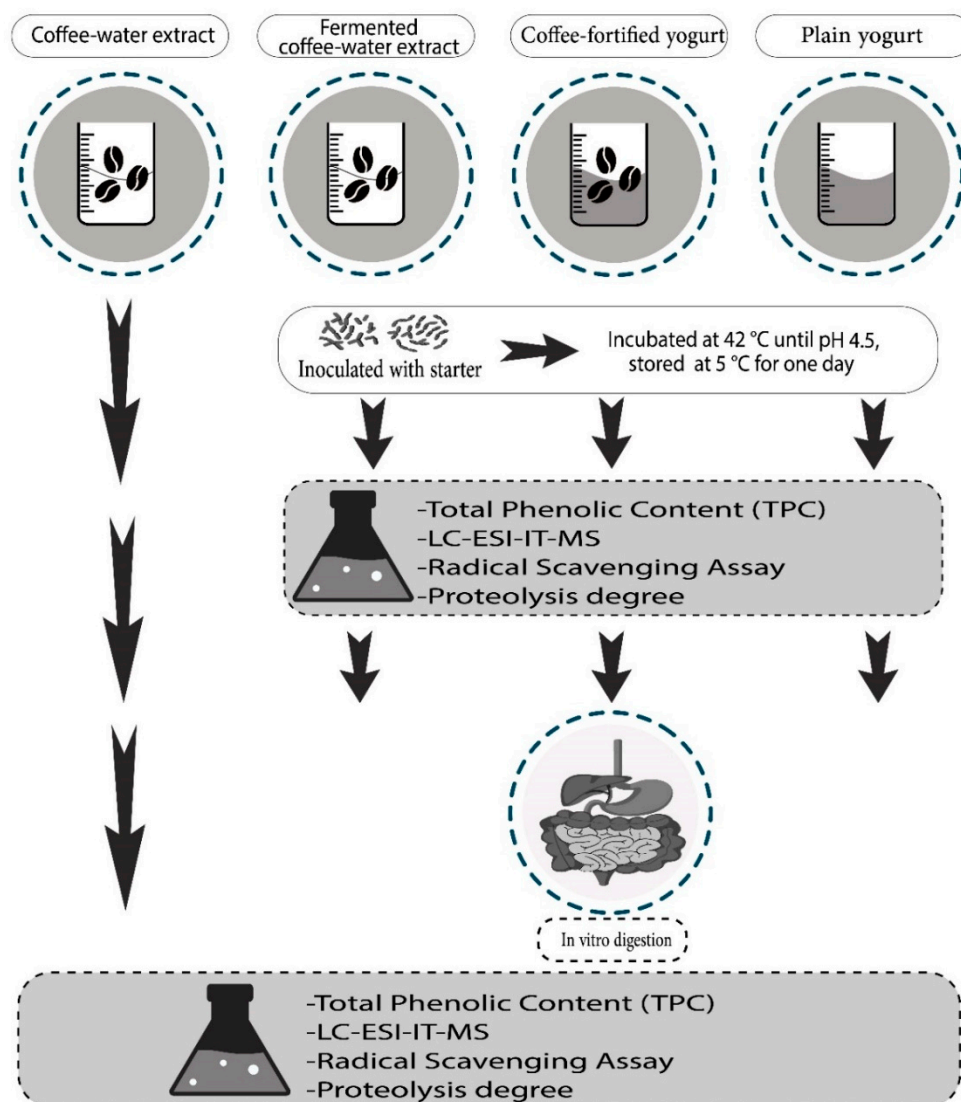 Coffee-water extract
Fermented
coffee-water extract
Coffee-fortified yogurt
Plain yogurt
Inoculated with starter
Incubated at 42 °C until pH 4.5,
stored at 5 °C for one day
-Total Phenolic Content (TPC)
-LC-ESI-IT-MS
-Radical Scavenging Assay
-Proteolysis degree
In vitro digestion
-Total Phenolic Content (TPC)
-LC-ESI-IT-MS
-Radical Scavenging Assay
-Proteolysis degree